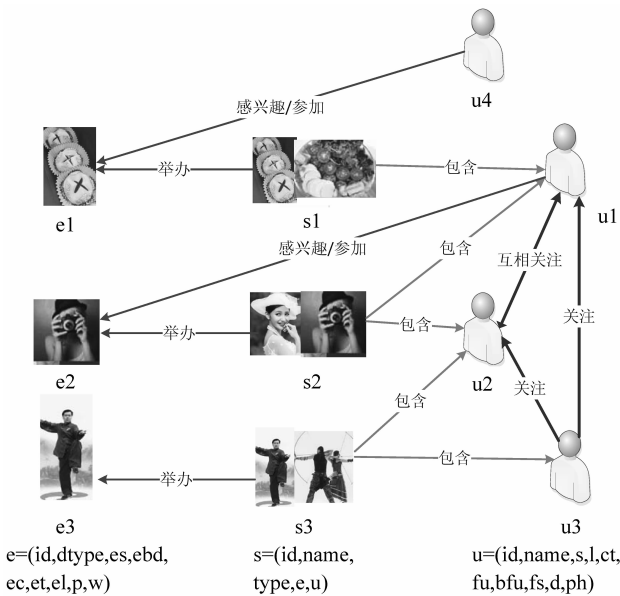 u4
感兴趣/参加
举办
包含
e1
s1
u1
感兴趣/参加
包含
互相关注
关注
举办
包含
e2
s2
u2
关注
包含
举办
包含
e3
s3
u3
e=(id,dtype,es,ebd,
ec,et,el,p,w)
s=(id,name,
type,e,u)
u=(id,name,s,l,ct,
fu,bfu,fs,d,ph)